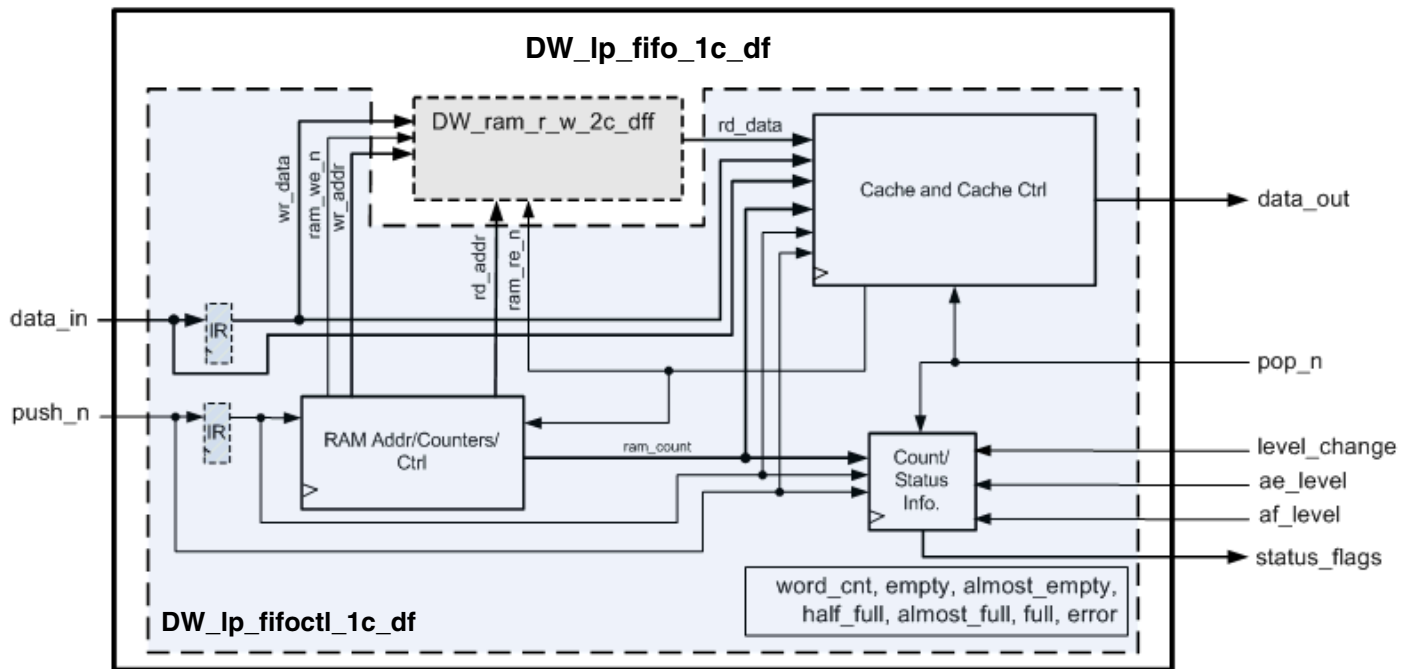 DW_lp_fifo_1c_df
DW_ram_r_w_2c_dff
rd_data
wr_data
ram_we_n
wr_addr
rd_addr
ram_re_n
Cache and Cache Ctrl
data_out
data_in
IR
pop_n
push_n
IR
RAM Addr/Counters/
Ctrl
ram_count
Count/
Status
Info.
level_change
ae_level
af_level
status_flags
word_cnt, empty, almost_empty,
half_full, almost_full, full, error
DW_lp_fifoctl_1c_df